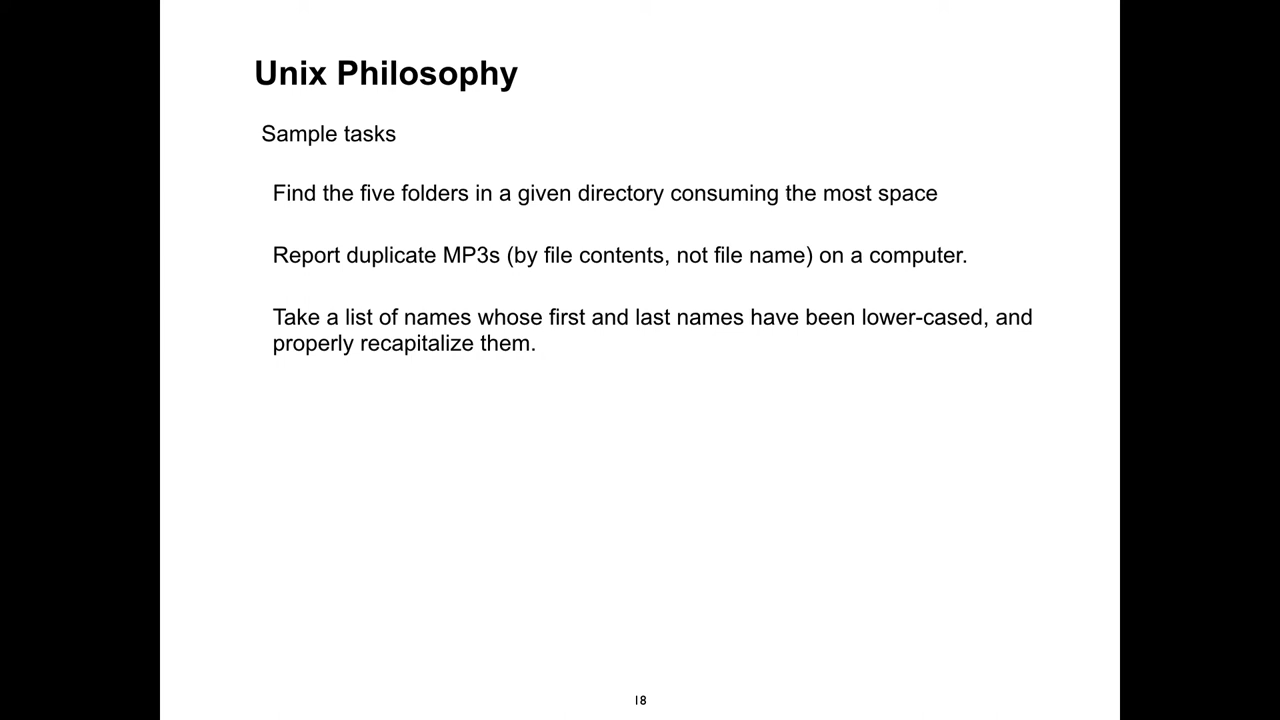 Unix Philosophy
Sample tasks
Find the five folders in a given directory consuming the most space
Report duplicate MP3s (by file contents, not file name) on a computer.
Take a list of names whose first and last names have been lower-cased, and
properly recapitalize them.
18